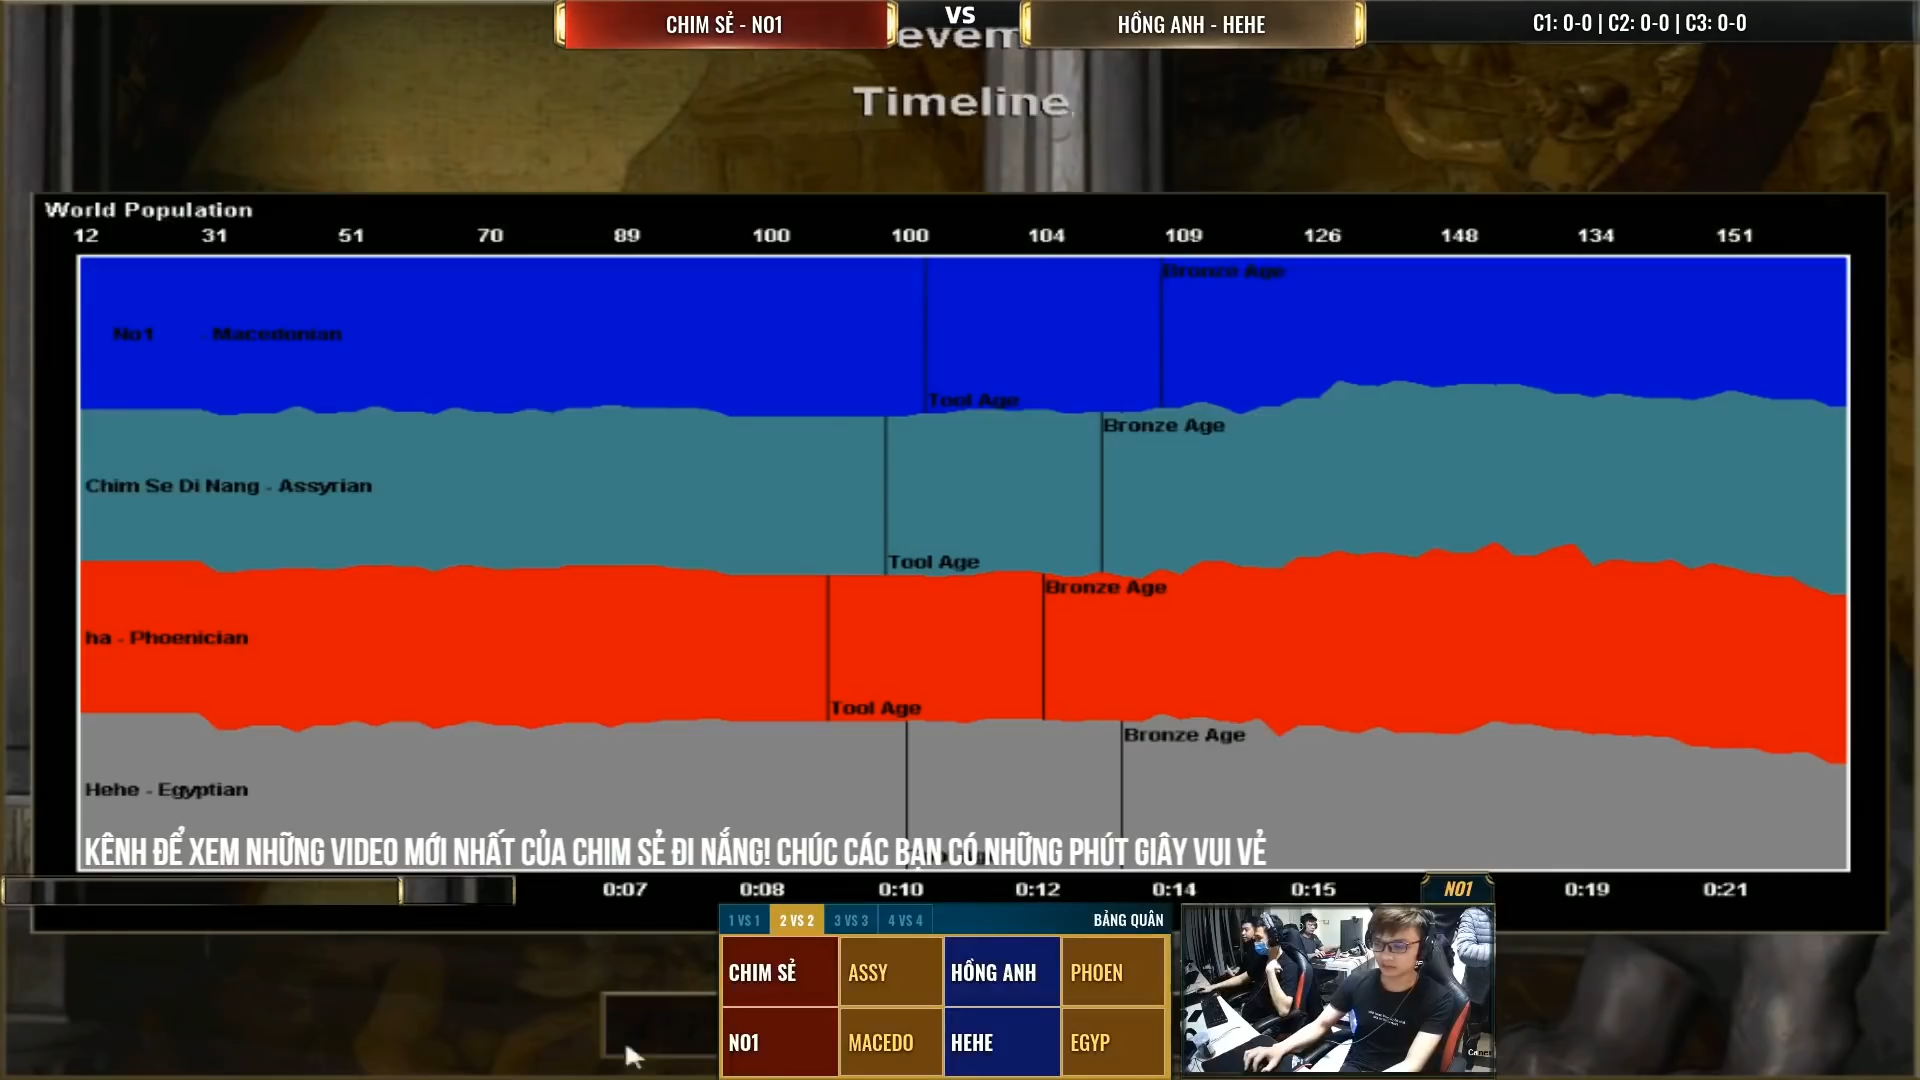 CHIM SẺ - NO1
VS
HỒNG ANH - HEHE
C1: 0-0 | C2: 0-0 | C3: 0-0
Timeline
World Population
12 31 51 70 89 100 100 104 109 126 148 134 151
Bronze Age
No1 - Macedonian
Tool Age
Bronze Age
Chim Se Di Nang - Assyrian
Tool Age
Bronze Age
ha - Phoenician
Tool Age
Bronze Age
Hehe - Egyptian
KÊNH ĐỂ XEM NHỮNG VIDEO MỚI NHẤT CỦA CHIM SẺ ĐI NẮNG! CHÚC CÁC BẠN CÓ NHỮNG PHÚT GIÂY VUI VẺ
0:07 0:08 0:10 0:12 0:14 0:15 NO1 0:19 0:21
1 VS 1 2 VS 2 3 VS 3 4 VS 4 BẢNG QUÂN
CHIM SẺ ASSY HỒNG ANH PHOEN
NO1 MACEDO HEHE EGYP